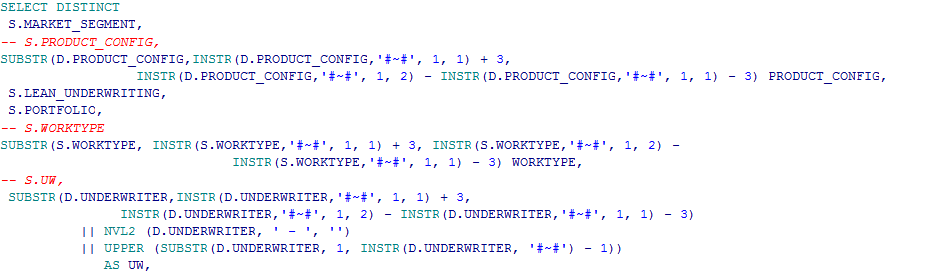 SELECT DISTINCT
S.MARKET_SEGMENT,
-- S.PRODUCT_CONFIG,
SUBSTR(D.PRODUCT_CONFIG,INSTR(D.PRODUCT_CONFIG,'#~#', 1, 1) + 3,
INSTR(D.PRODUCT_CONFIG,'#~#', 1, 2) - INSTR(D.PRODUCT_CONFIG,'#~#', 1, 1) - 3) PRODUCT_CONFIG,
S.LEAN_UNDERWRITING,
S.PORTFOLIO,
-- S.WORKTYPE
SUBSTR(S.WORKTYPE, INSTR(S.WORKTYPE,'#~#', 1, 1) + 3, INSTR(S.WORKTYPE,'#~#', 1, 2) -
INSTR(S.WORKTYPE,'#~#', 1, 1) - 3) WORKTYPE,
-- S.UW,
SUBSTR(D.UNDERWRITER,INSTR(D.UNDERWRITER,'#~#', 1, 1) + 3,
INSTR(D.UNDERWRITER,'#~#', 1, 2) - INSTR(D.UNDERWRITER,'#~#', 1, 1) - 3)
|| NVL2 (D.UNDERWRITER, ' - ', '')
|| UPPER (SUBSTR(D.UNDERWRITER, 1, INSTR(D.UNDERWRITER, '#~#') - 1))
AS UW,